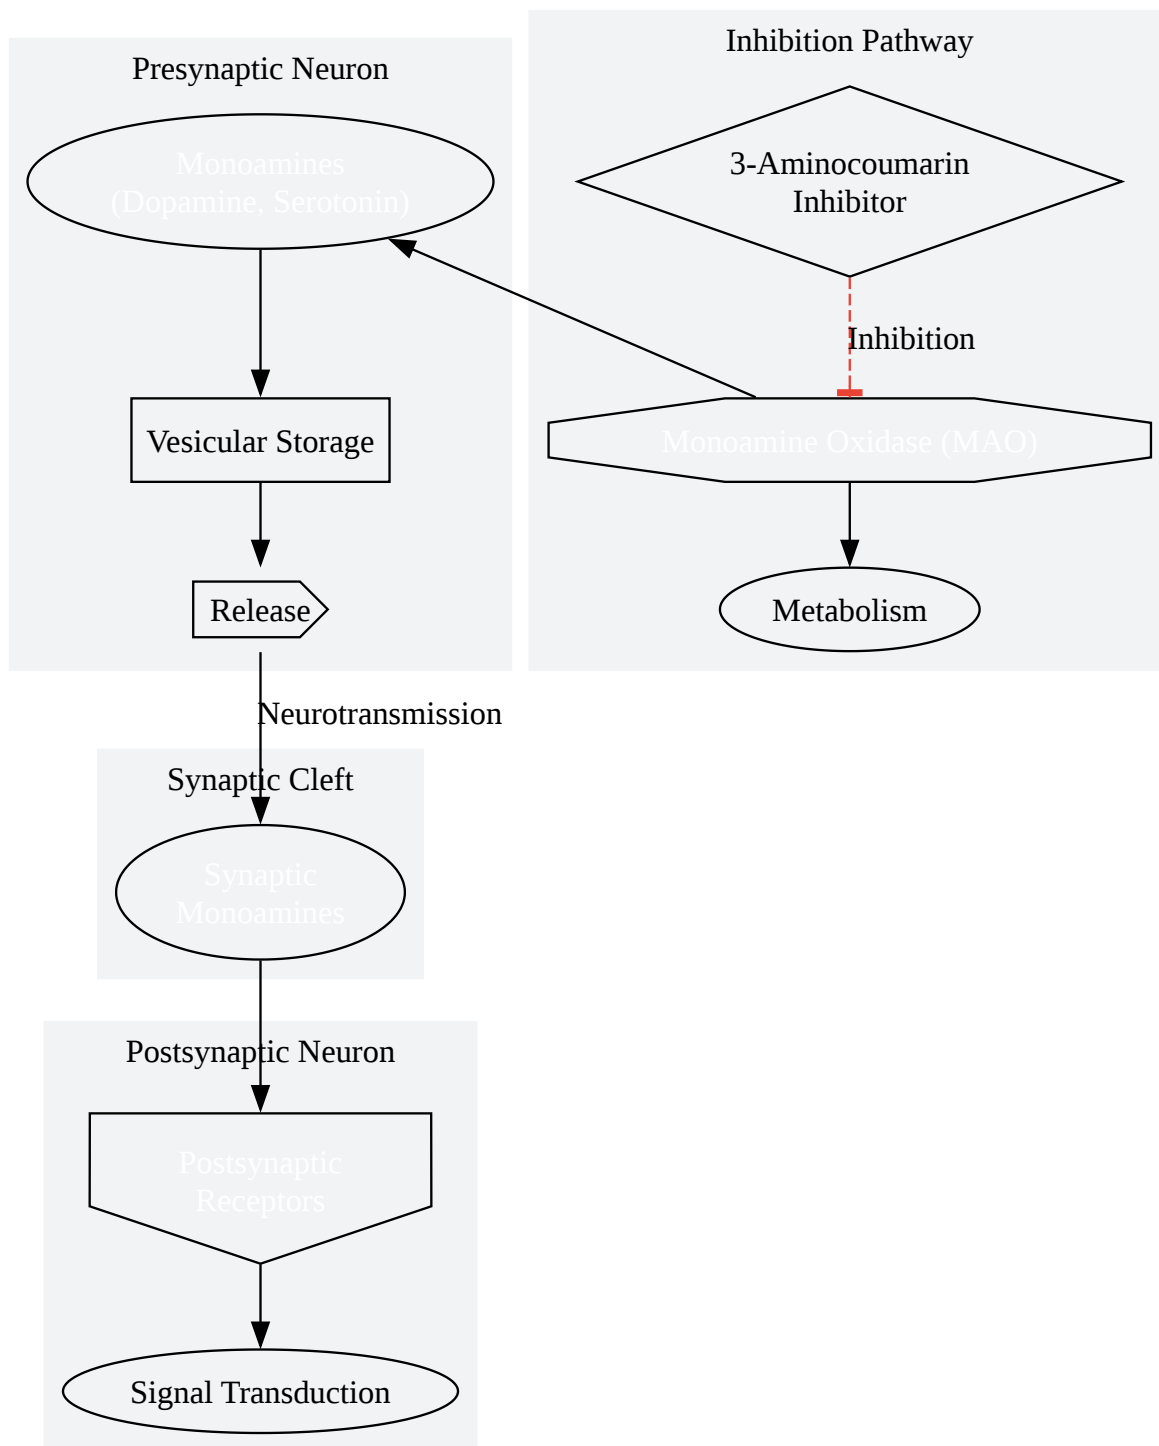 Presynaptic Neuron
Monoamines
(Dopamine, Serotonin)
Vesicular Storage
Release
Neurotransmission
Synaptic Cleft
Synaptic
Monoamines
Postsynaptic Neuron
Postsynaptic
Receptors
Signal Transduction
Inhibition Pathway
3-Aminocoumarin
Inhibitor
Inhibition
Monoamine Oxidase (MAO)
Metabolism